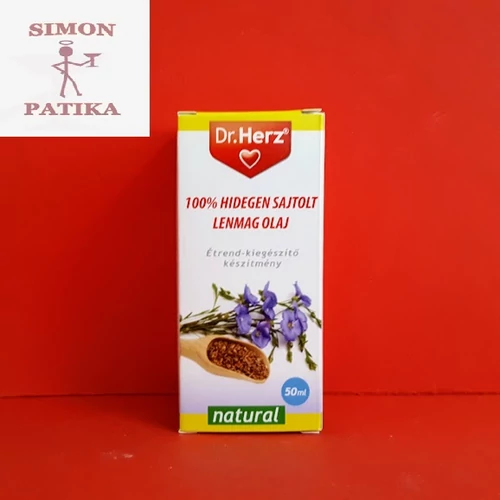 SIMON
PATIKA
Dr.Herz®
100% HIDEGEN SAJTOLT
LENMAG OLAJ
Étrend-kiegészítő
készítmény
50ml
natural